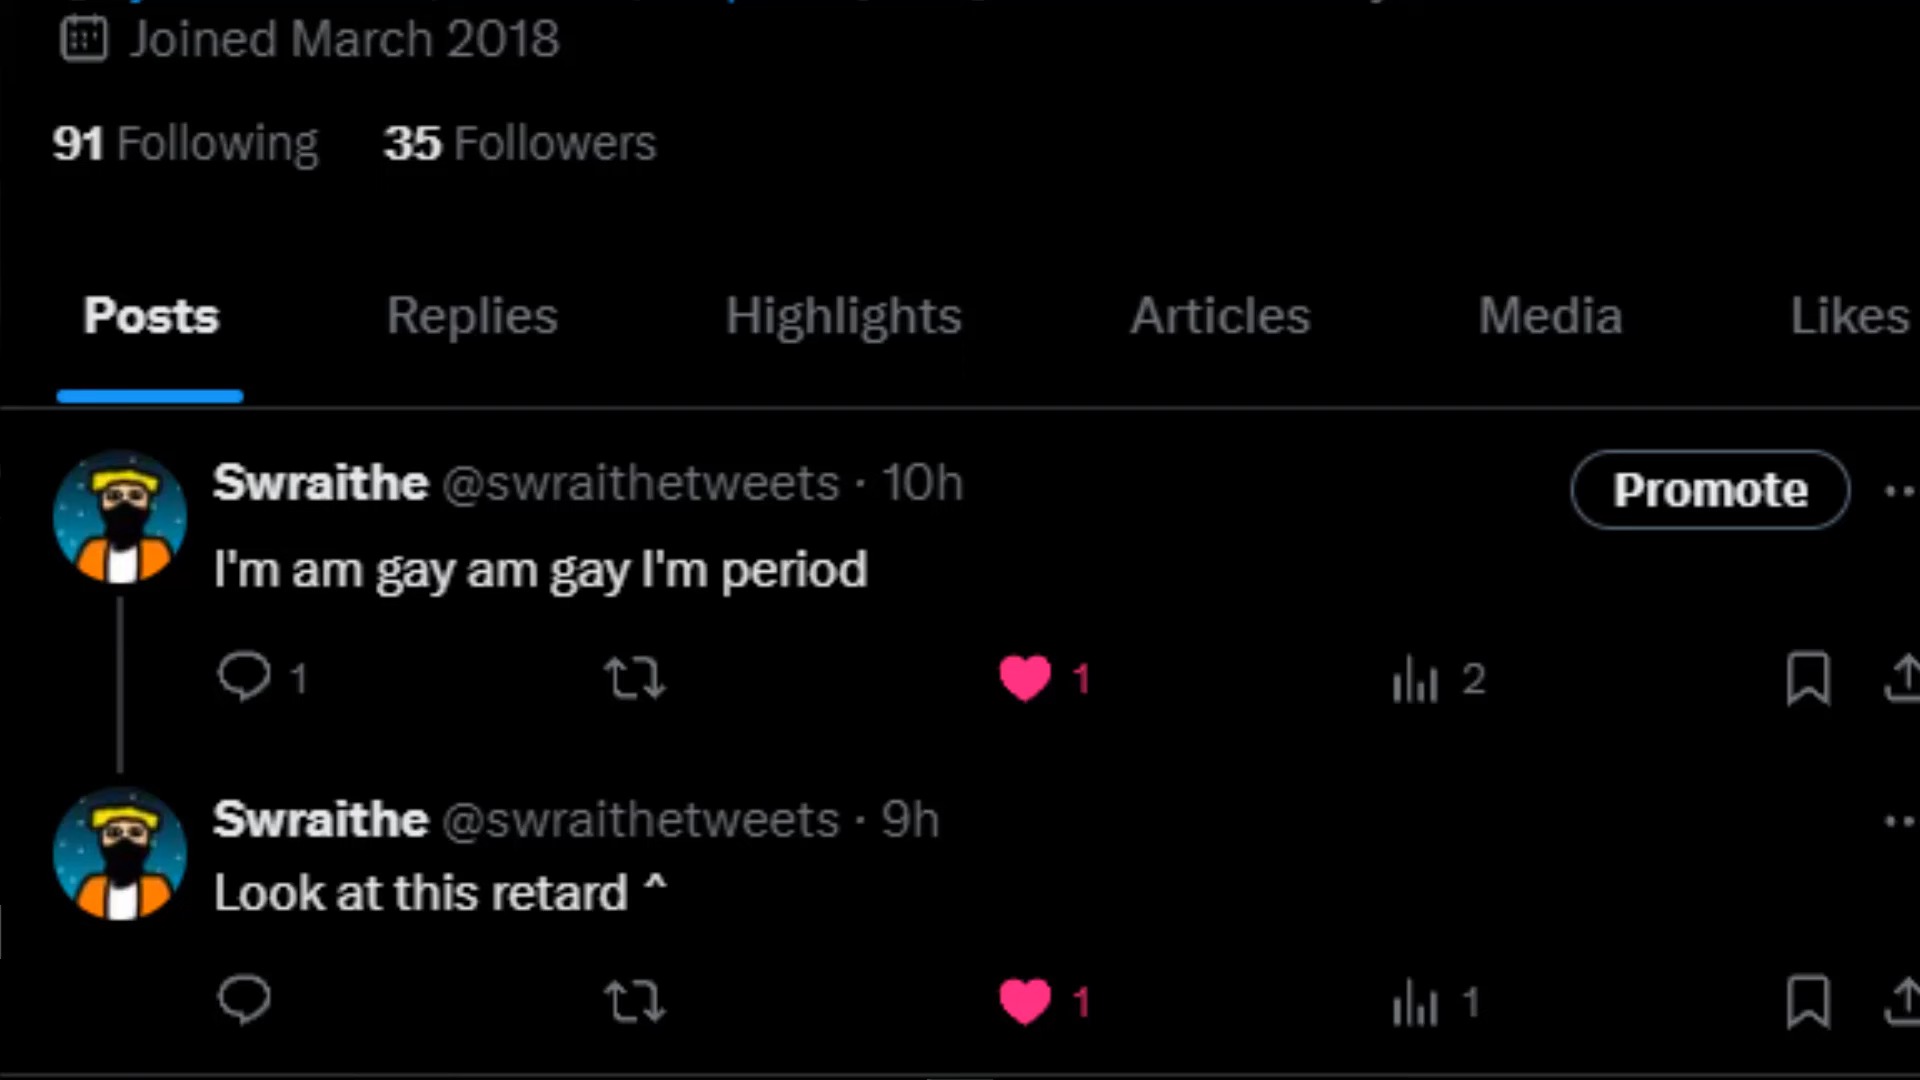 Joined March 2018
91 Following 35 Followers
Posts Replies Highlights Articles Media Likes
Swraithe @swraithetweets · 10h Promote
I'm am gay am gay I'm period
1 1 2
Swraithe @swraithetweets · 9h
Look at this retard ^
1 1